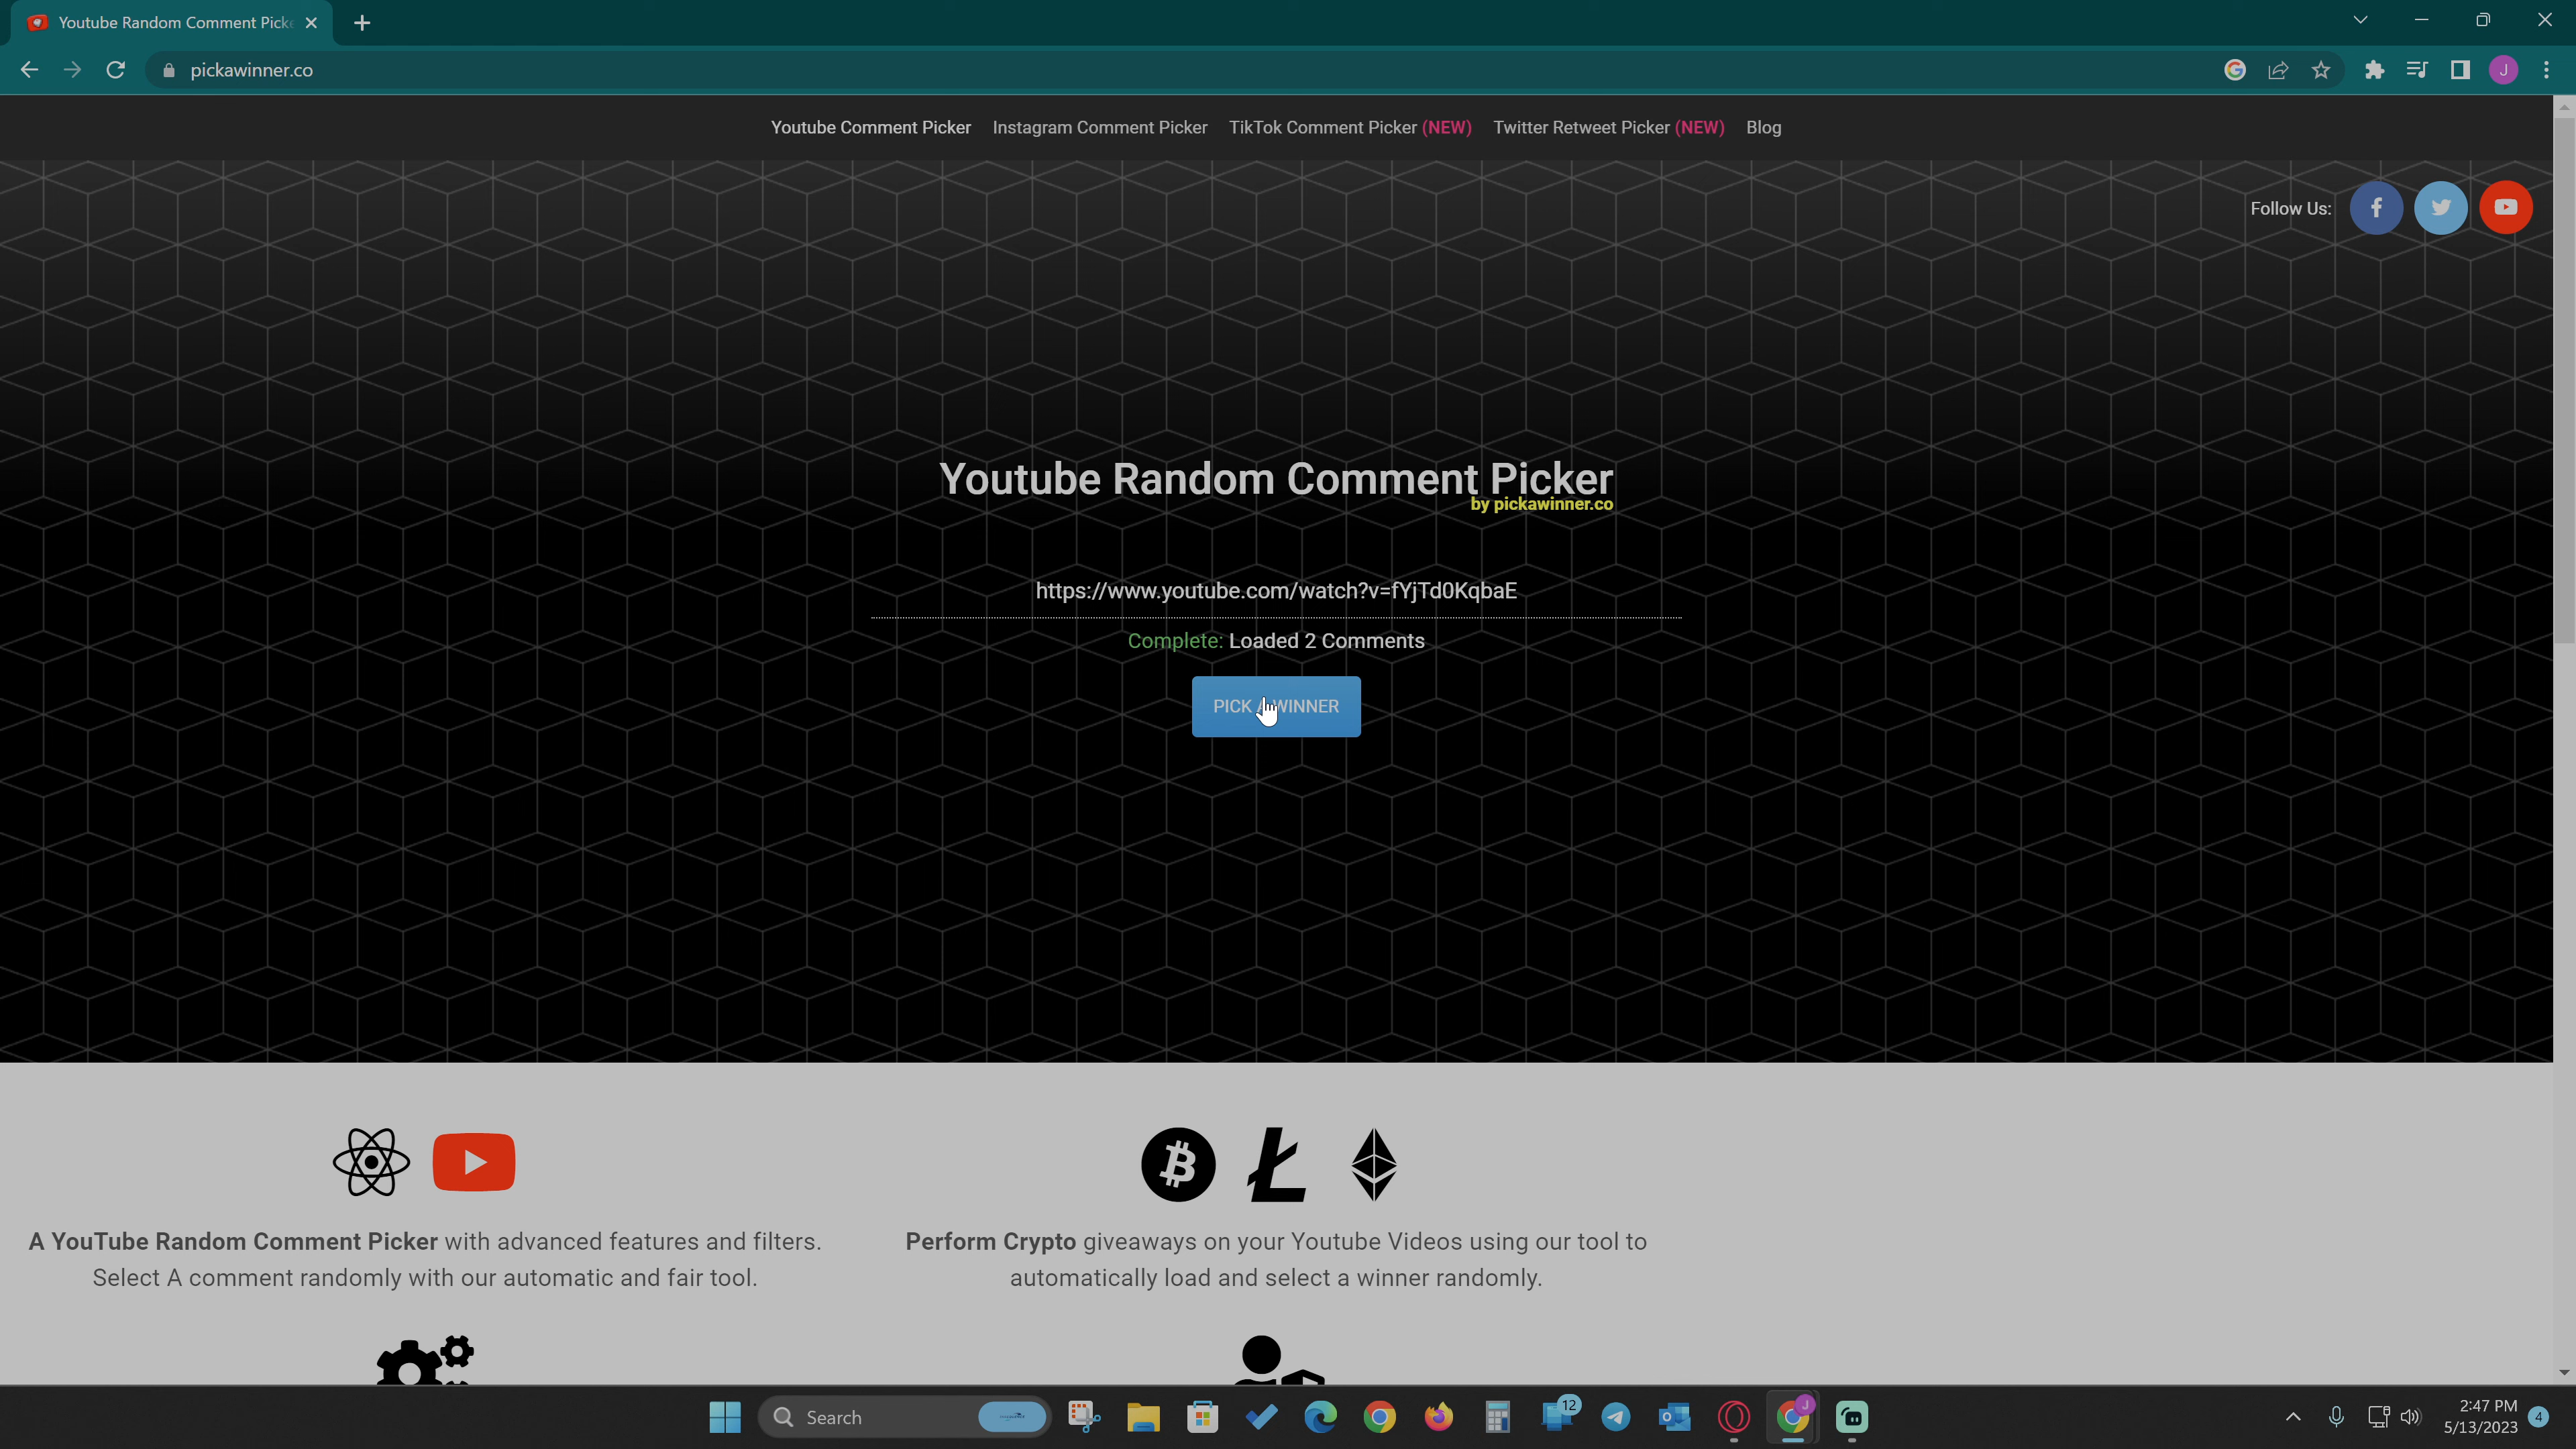 Youtube Random Comment Picke
pickawinner.co
J
Youtube Comment Picker Instagram Comment Picker TikTok Comment Picker (NEW) Twitter Retweet Picker (NEW) Blog
Follow Us:
Youtube Random Comment Picker
by pickawinner.co
https://www.youtube.com/watch?v=fYjTd0KqbaE
Complete: Loaded 2 Comments
PICK A WINNER
A YouTube Random Comment Picker with advanced features and filters.
Select A comment randomly with our automatic and fair tool.
Perform Crypto giveaways on your Youtube Videos using our tool to
automatically load and select a winner randomly.
Search
12
J
2:47 PM
5/13/2023
4